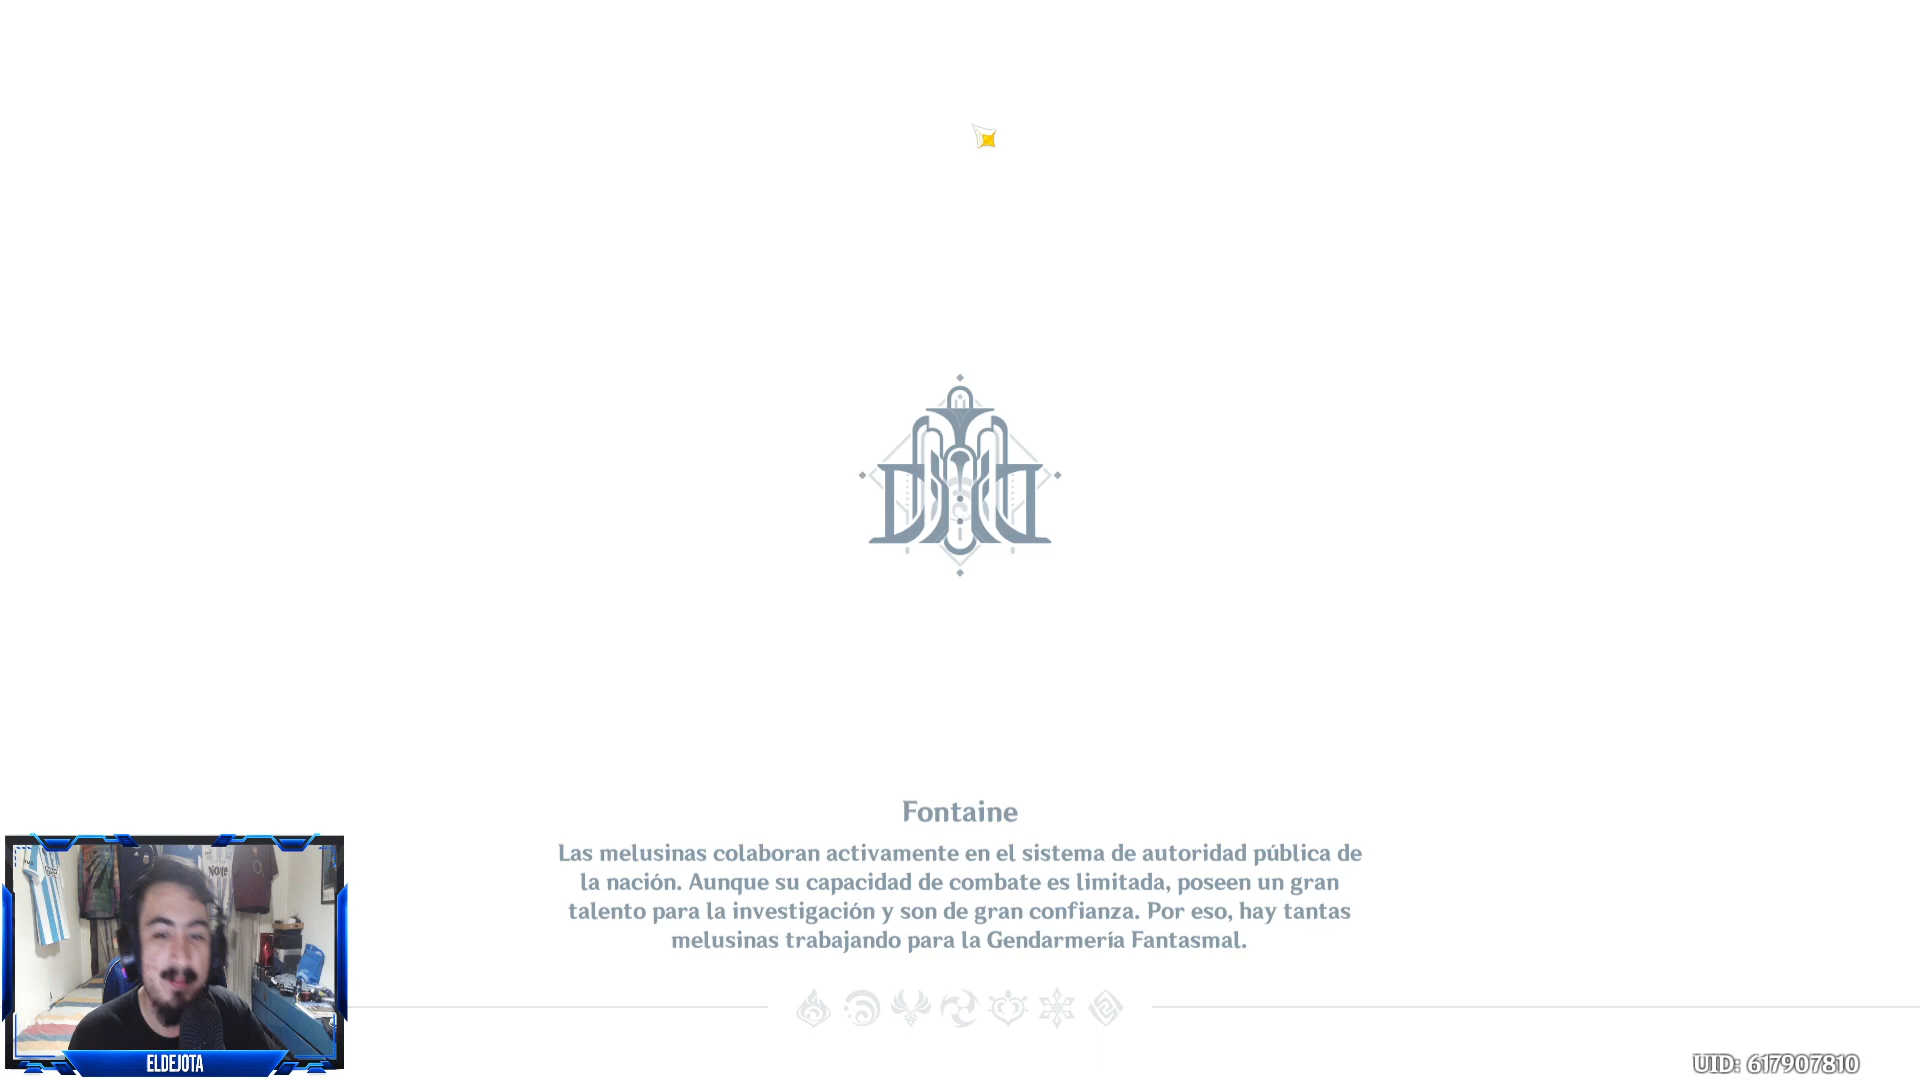 Fontaine
Las melusinas colaboran activamente en el sistema de autoridad pública de
la nación. Aunque su capacidad de combate es limitada, poseen un gran
talento para la investigación y son de gran confianza. Por eso, hay tantas
melusinas trabajando para la Gendarmería Fantasmal.
Norte
ELDEJOTA
UID: 617907810